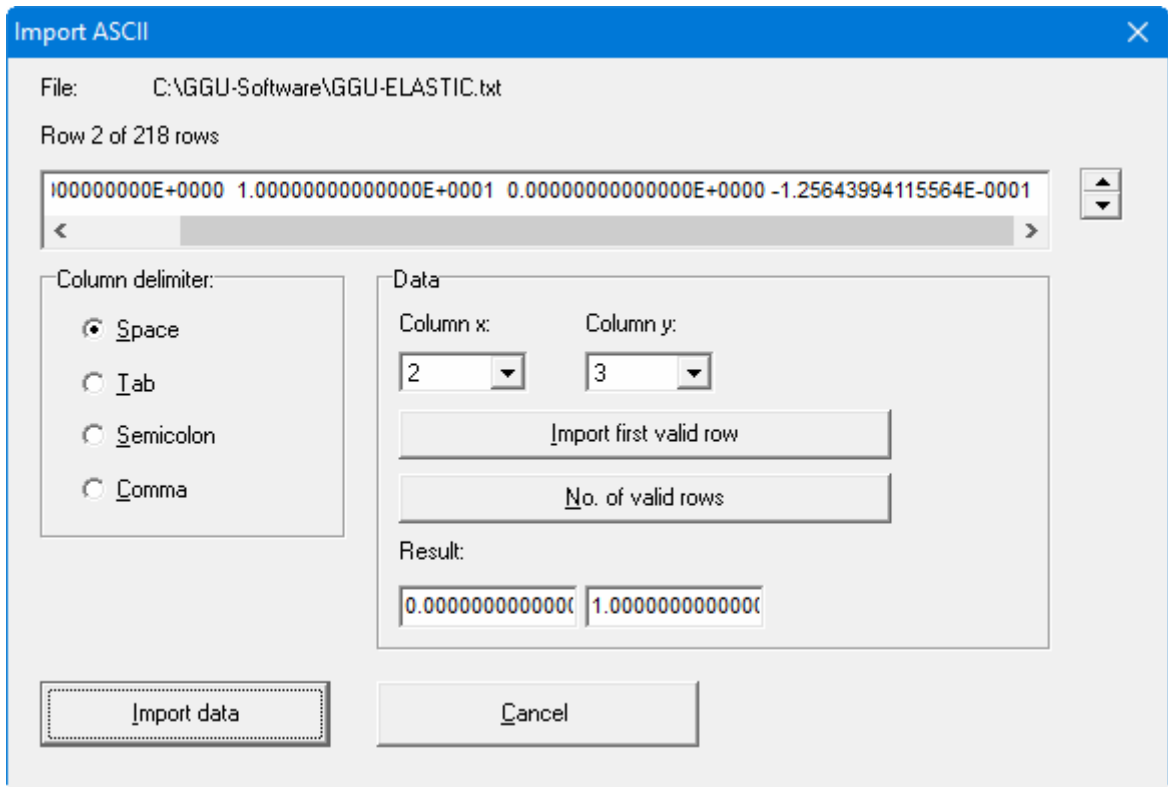 Import ASCII
File: C:\GGU-Software\GGU-ELASTIC.txt
Row 2 of 218 rows
000000000E+0000 1.00000000000000E+0001 0.00000000000000E+0000 -1.25643994115564E-0001
Column delimiter:
Space
Tab
Semicolon
Comma
Data
Column x: Column y:
2 3
Import first valid row
No. of valid rows
Result:
0.0000000000000 1.0000000000000
Import data Cancel